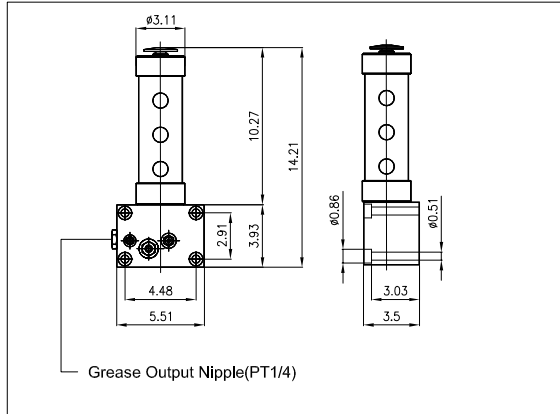 ø3.11
10.27
14.21
2.91
3.93
4.48
5.51
ø0.86
ø0.51
3.03
3.5
Grease Output Nipple(PT1/4)